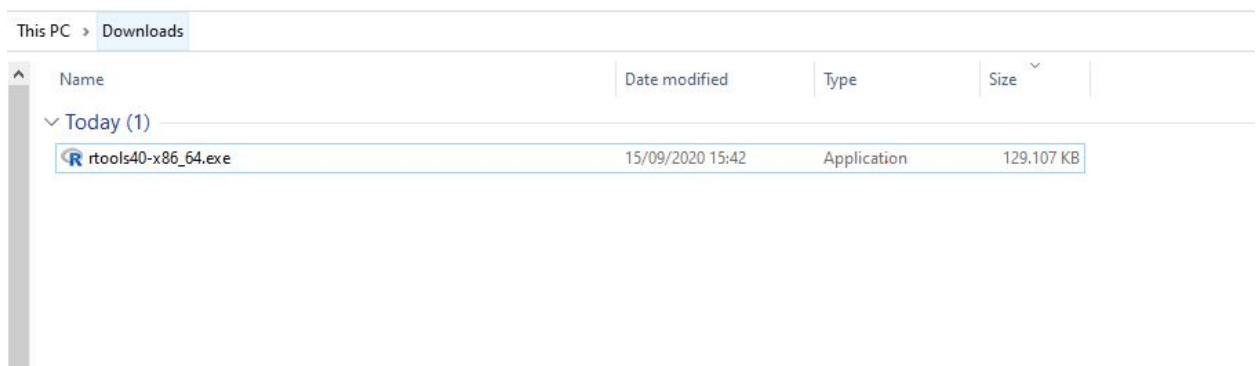 This PC > Downloads
Name Date modified Type Size
Today (1)
rtools40-x86_64.exe 15/09/2020 15:42 Application 129.107 KB